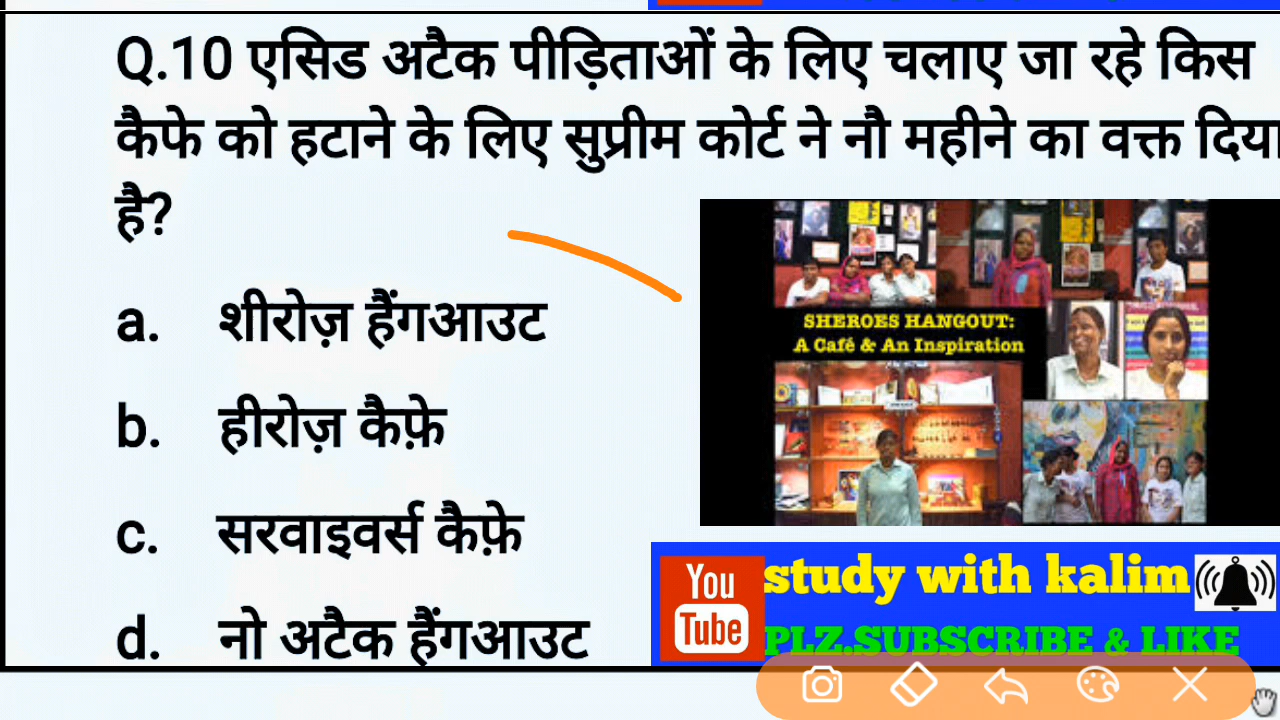 Q.10 एसिड अटैक पीड़िताओं के लिए चलाए जा रहे किस
कैफे को हटाने के लिए सुप्रीम कोर्ट ने नौ महीने का वक्त दिया
है?
a. शीरोज़ हैंगआउट
b. हीरोज़ कैफ़े
c. सरवाइवर्स कैफ़े
d. नो अटैक हैंगआउट
SHEROES HANGOUT:
A Café & An Inspiration
You
Tube
study with kalim
PLZ.SUBSCRIBE & LIKE